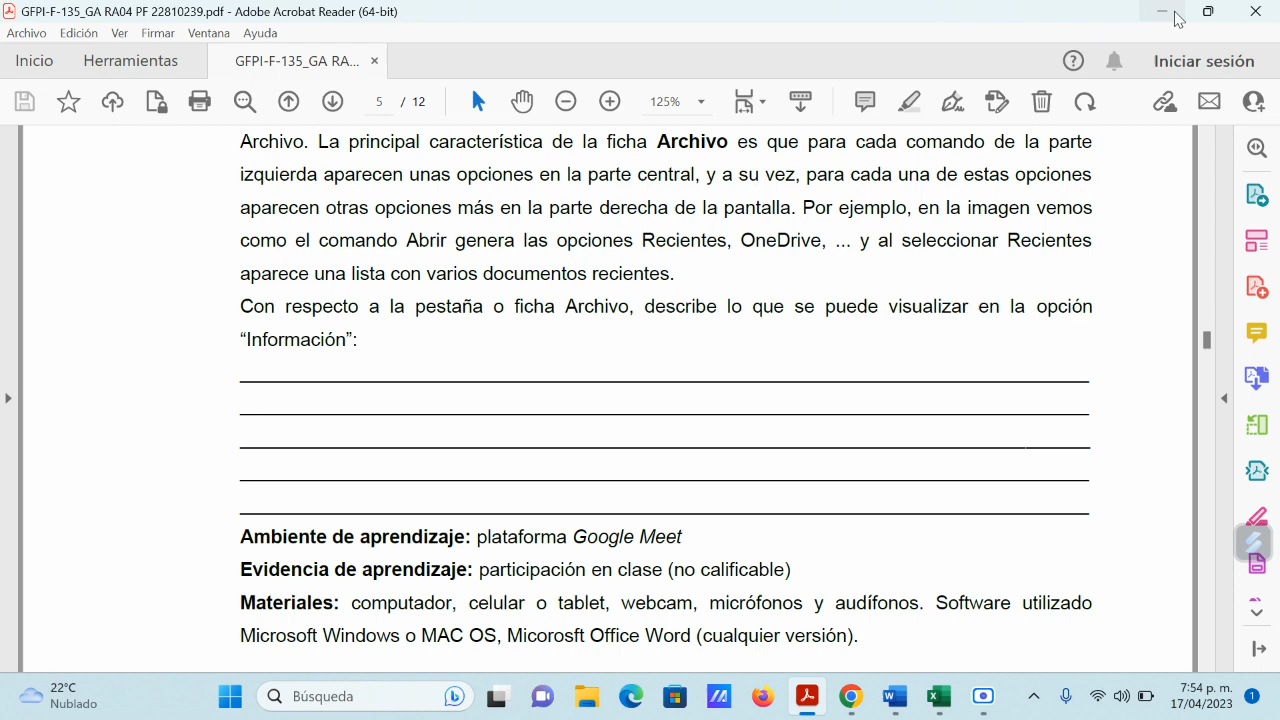 GFPI-F-135_GA RA04 PF 22810239.pdf - Adobe Acrobat Reader (64-bit)
Archivo Edición Ver Firmar Ventana Ayuda
Inicio Herramientas GFPI-F-135_GA RA... × Iniciar sesión
5 / 12 125%
Archivo. La principal característica de la ficha Archivo es que para cada comando de la parte
izquierda aparecen unas opciones en la parte central, y a su vez, para cada una de estas opciones
aparecen otras opciones más en la parte derecha de la pantalla. Por ejemplo, en la imagen vemos
como el comando Abrir genera las opciones Recientes, OneDrive, ... y al seleccionar Recientes
aparece una lista con varios documentos recientes.
Con respecto a la pestaña o ficha Archivo, describe lo que se puede visualizar en la opción
“Información”:
Ambiente de aprendizaje: plataforma Google Meet
Evidencia de aprendizaje: participación en clase (no calificable)
Materiales: computador, celular o tablet, webcam, micrófonos y audífonos. Software utilizado
Microsoft Windows o MAC OS, Micorosft Office Word (cualquier versión).
22°C
Nublado
Búsqueda
7:54 p. m.
17/04/2023
1